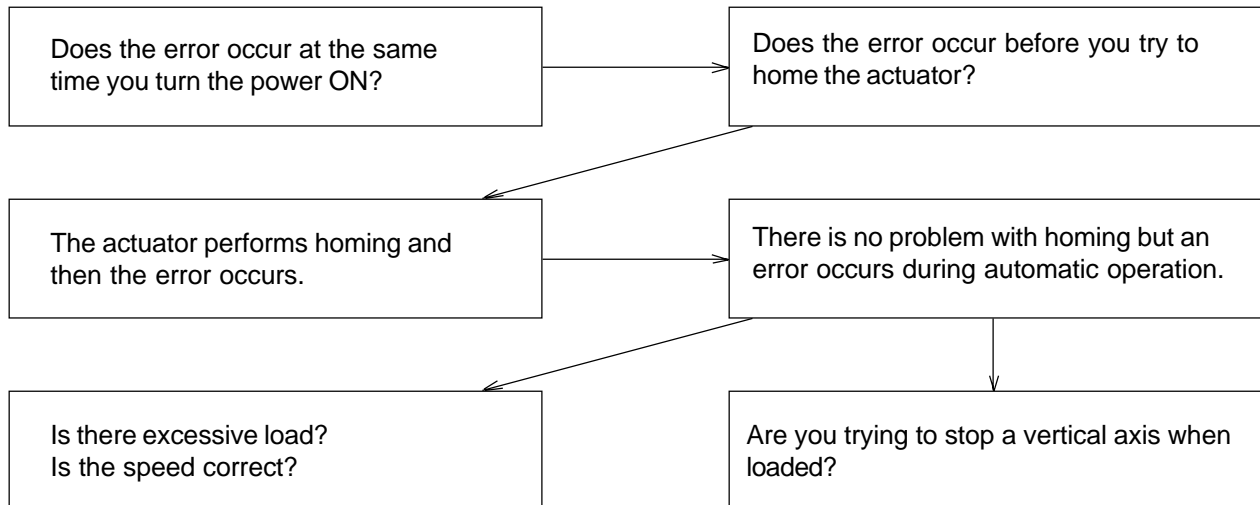 Does the error occur at the same
time you turn the power ON?
Does the error occur before you try to
home the actuator?
The actuator performs homing and
then the error occurs.
There is no problem with homing but an
error occurs during automatic operation.
Is there excessive load?
Is the speed correct?
Are you trying to stop a vertical axis when
loaded?